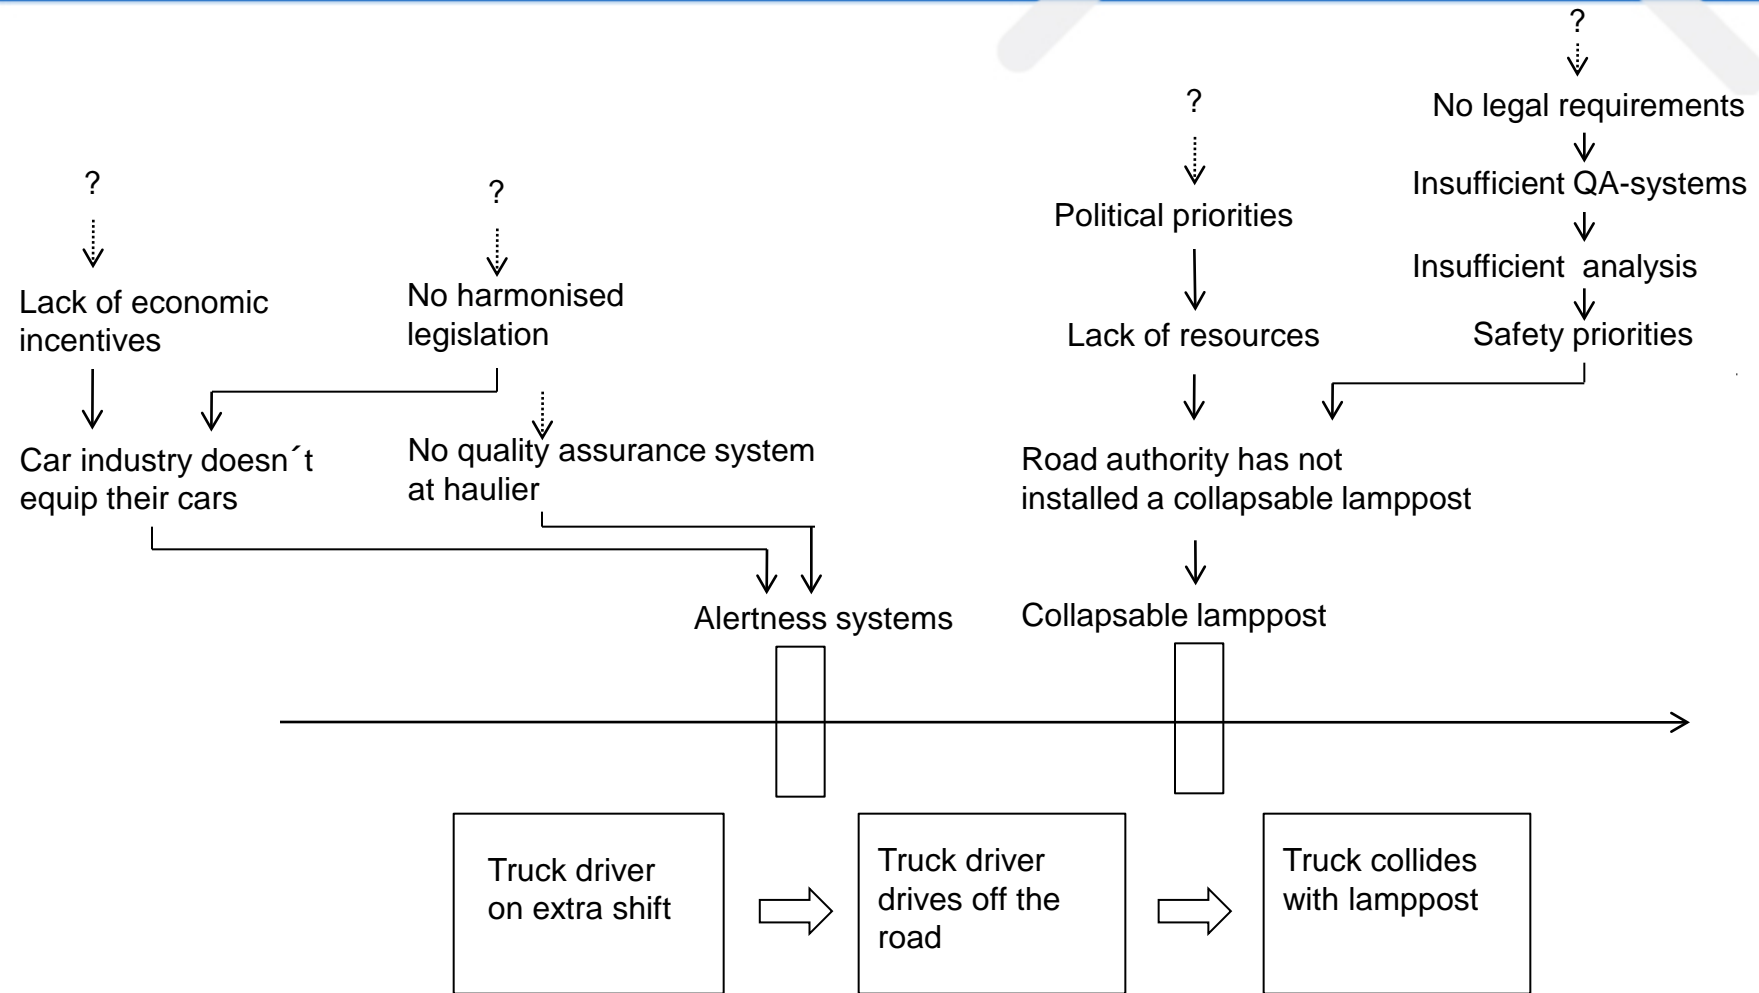 ?
?
No legal requirements
?
Insufficient QA-systems
?
Political priorities
Insufficient analysis
Lack of economic
incentives
No harmonised
legislation
Lack of resources
Safety priorities
Car industry doesn´t
equip their cars
No quality assurance system
at haulier
Road authority has not
installed a collapsable lamppost
Alertness systems
Collapsable lamppost
Truck driver
on extra shift
Truck driver
drives off the
road
Truck collides
with lamppost